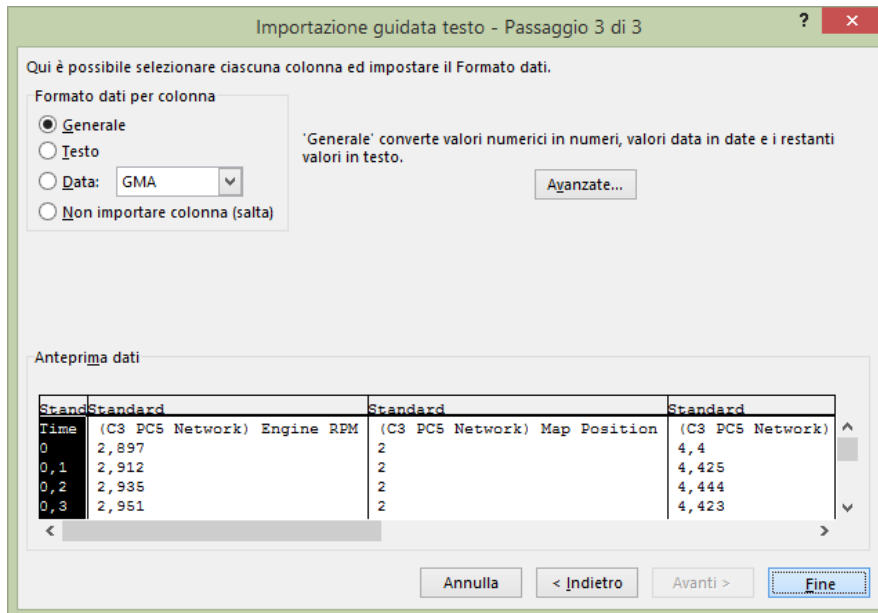 Importazione guidata testo - Passaggio 3 di 3
?
Qui è possibile selezionare ciascuna colonna ed impostare il Formato dati.
Formato dati per colonna
Generale
Testo
Data: GMA
Non importare colonna (salta)
'Generale' converte valori numerici in numeri, valori data in date e i restanti
valori in testo.
Avanzate...
Anteprima dati
Stand Standard Standard Standard
Time (C3 PC5 Network) Engine RPM (C3 PC5 Network) Map Position (C3 PC5 Network)
0 2,897 2 4,4
0,1 2,912 2 4,425
0,2 2,935 2 4,444
0,3 2,951 2 4,423
Annulla < Indietro Avanti > Fine